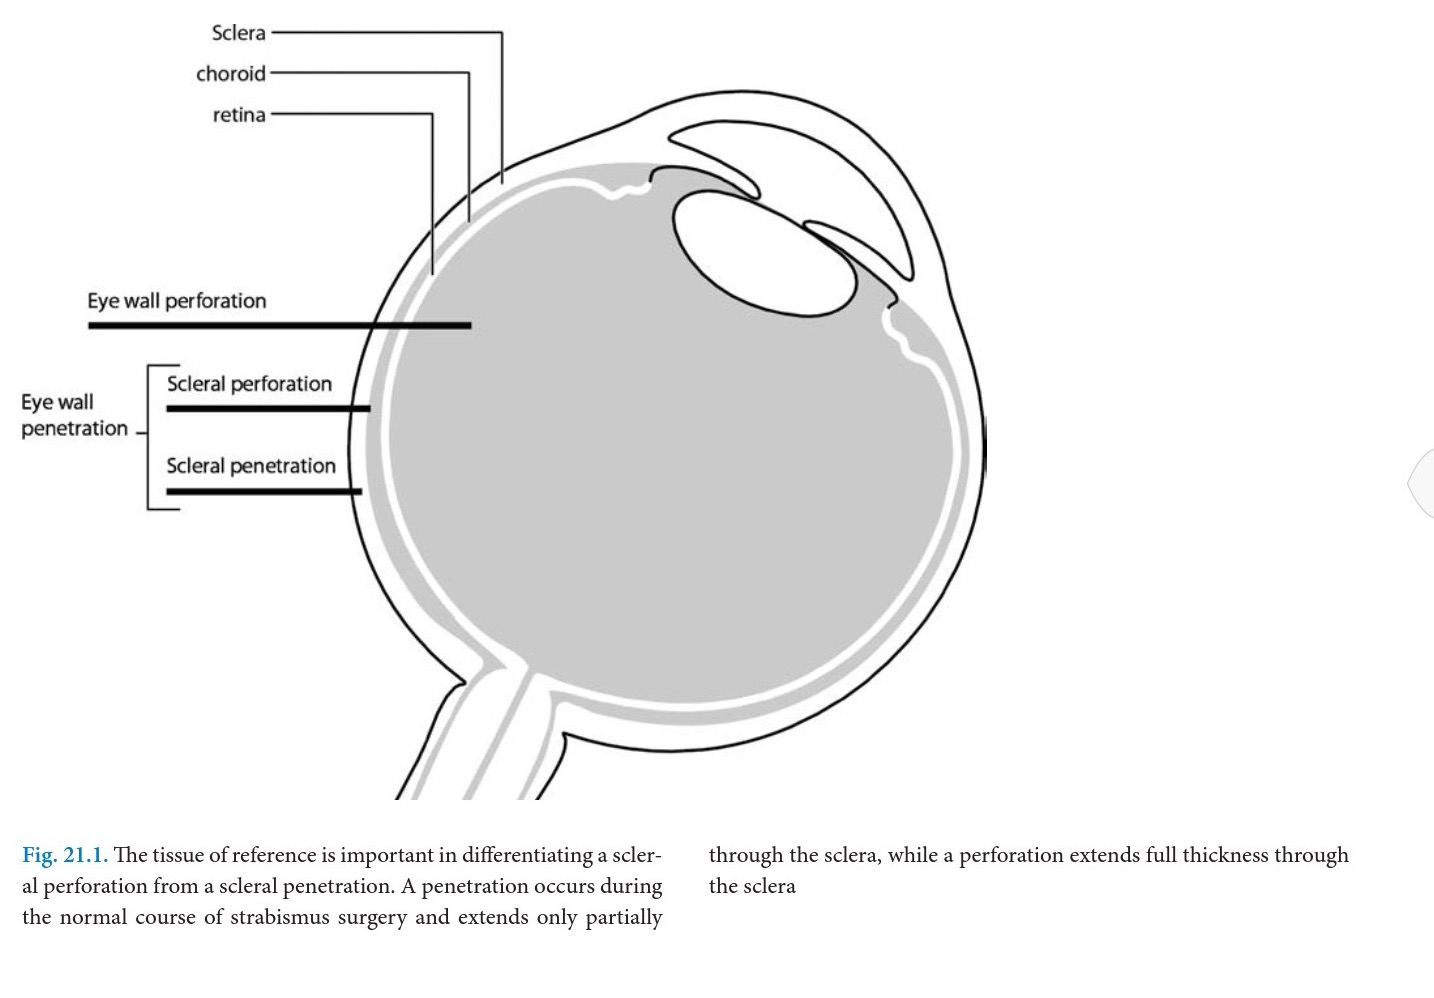 Sclera
choroid
retina
Eye wall perforation
Scleral perforation
Eye wall
penetration
Scleral penetration
Fig. 21.1. The tissue of reference is important in differentiating a scler-
al perforation from a scleral penetration. A penetration occurs during
the normal course of strabismus surgery and extends only partially
through the sclera, while a perforation extends full thickness through
the sclera